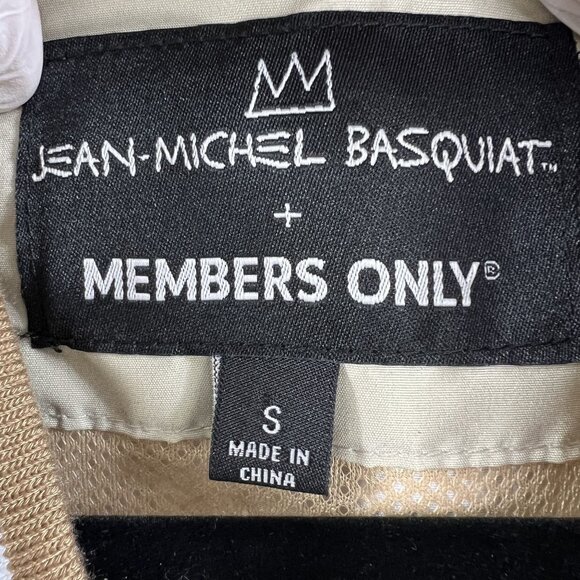 JEAN-MICHEL BASQUIAT™
+
MEMBERS ONLY®
S
MADE IN
CHINA